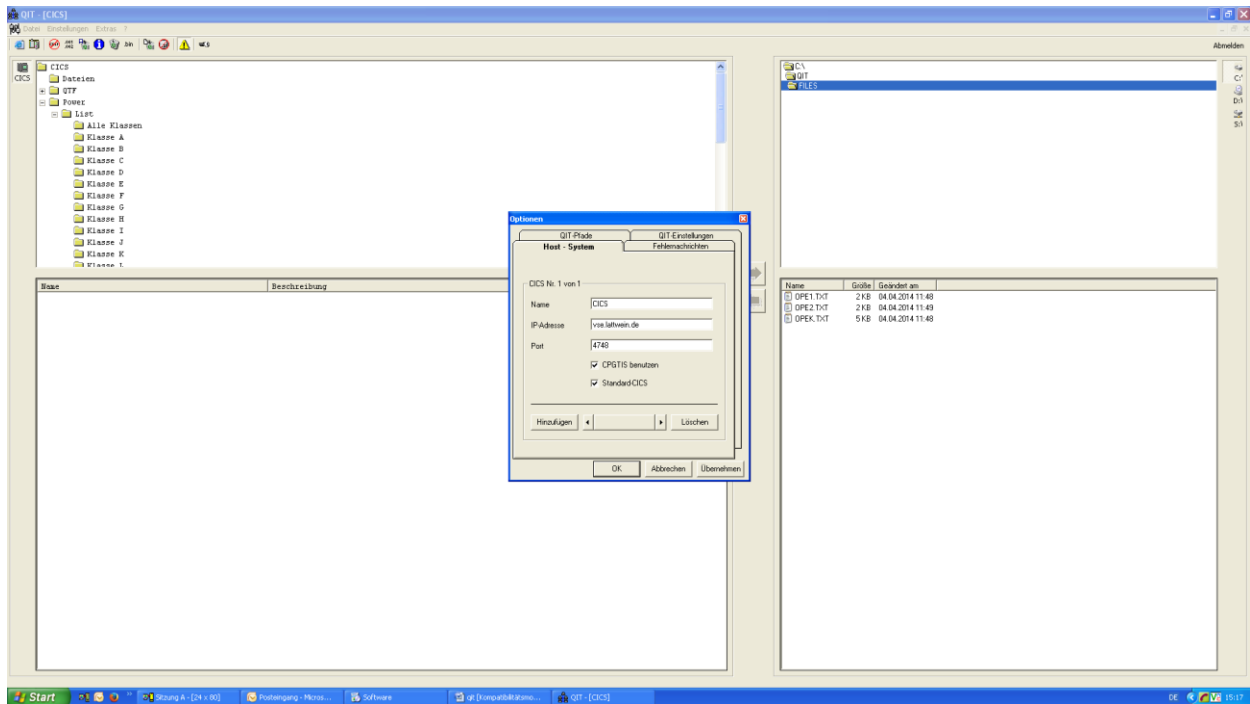 QIT - [CICS]
Datei Einstellungen Extras ?
Abmelden
CICS
CICS
Dateien
QTF
Power
List
Alle Klassen
Klasse A
Klasse B
Klasse C
Klasse D
Klasse E
Klasse F
Klasse G
Klasse H
Klasse I
Klasse J
Klasse K
Klasse L
Name Beschreibung
C:\
QIT
FILES
C:\
D:\
S:\
Name Größe Geändert am
OPE1.TXT 2 KB 04.04.2014 11:48
OPE2.TXT 2 KB 04.04.2014 11:49
OPEK.TXT 5 KB 04.04.2014 11:48
Optionen
QIT-Pfade QIT-Einstellungen
Host - System Fehlernachrichten
CICS Nr. 1 von 1
Name CICS
IP-Adresse vse.lattwein.de
Port 4748
CPGTIS benutzen
Standard-CICS
Hinzufügen Löschen
OK Abbrechen Übernehmen
Start Sitzung A - [24 x 80] Posteingang - Micros... Software qit [Kompatibilitätsmo... QIT - [CICS] DE 15:17